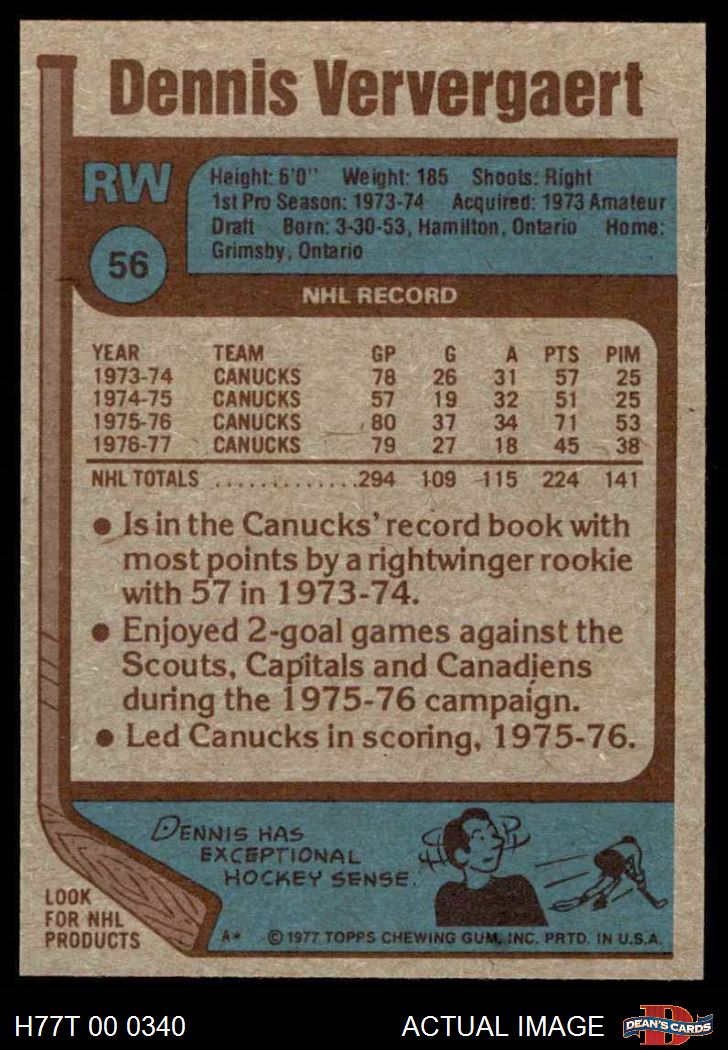 Dennis Ververgaert
RW
Height: 6'0" Weight: 185 Shoots: Right
1st Pro Season: 1973-74 Acquired: 1973 Amateur
Draft Born: 3-30-53, Hamilton, Ontario Home:
Grimsby, Ontario
56
NHL RECORD
YEAR TEAM GP G A PTS PIM
1973-74 CANUCKS 78 26 31 57 25
1974-75 CANUCKS 57 19 32 51 25
1975-76 CANUCKS 80 37 34 71 53
1976-77 CANUCKS 79 27 18 45 38
NHL TOTALS .............294 109 115 224 141
● Is in the Canucks' record book with
most points by a rightwinger rookie
with 57 in 1973-74.
● Enjoyed 2-goal games against the
Scouts, Capitals and Canadiens
during the 1975-76 campaign.
● Led Canucks in scoring, 1975-76.
DENNIS HAS
EXCEPTIONAL
HOCKEY SENSE.
LOOK
FOR NHL
PRODUCTS
A* © 1977 TOPPS CHEWING GUM, INC. PRTD. IN U.S.A.
H77T 00 0340 ACTUAL IMAGE
D
DEAN'S CARDS